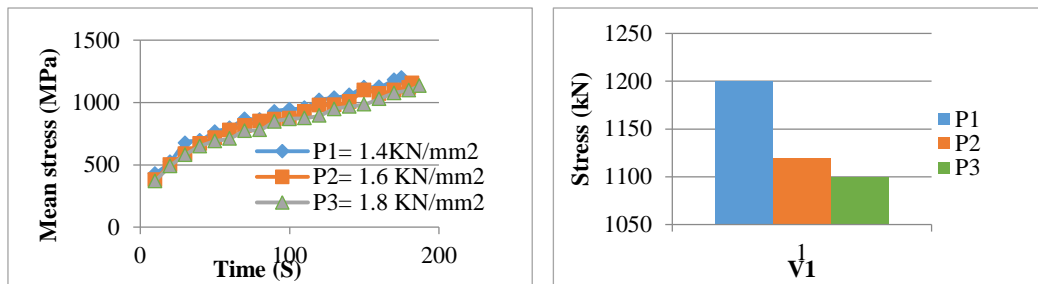 1500
1000
500
0
0
100
200
Mean stress (MPa)
Time (S)
P1= 1.4KN/mm2
P2= 1.6 KN/mm2
P3= 1.8 KN/mm2
1250
1200
1150
1100
1050
Stress (kN)
1
V1
P1
P2
P3